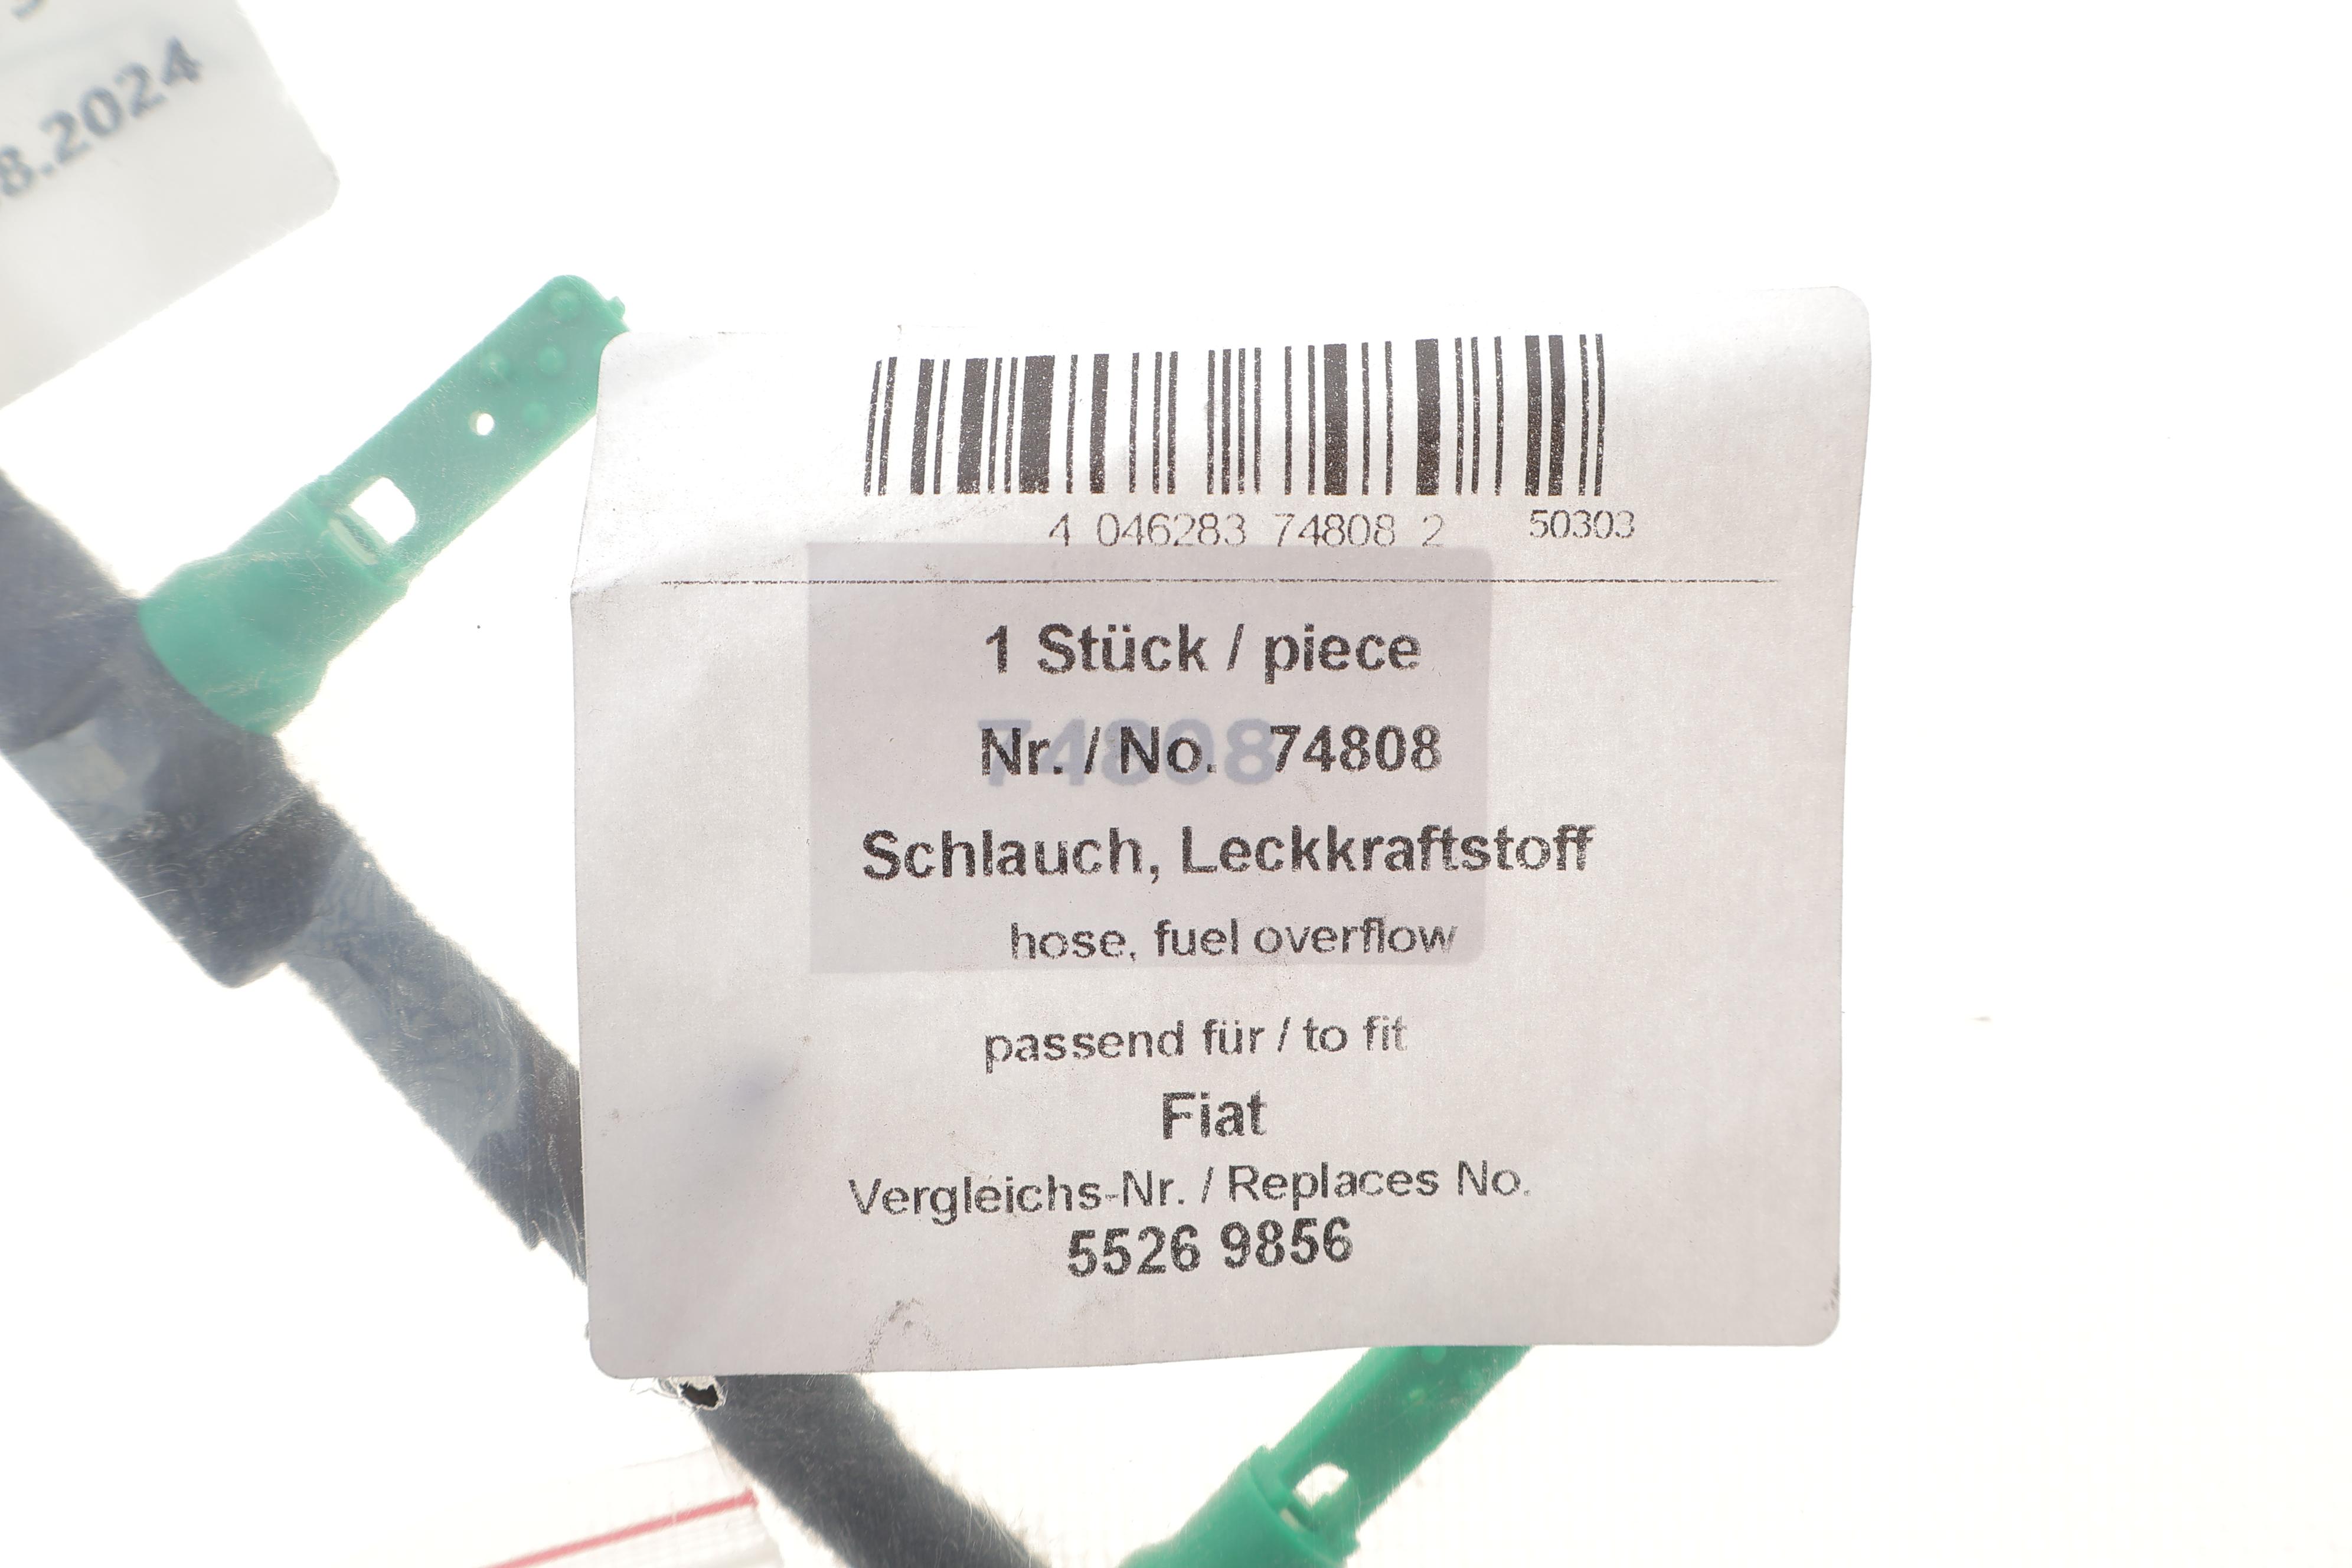 8.2024
4 046283 74808 2 50303
1 Stück / piece
Nr. / No. 74808
74808
Schlauch, Leckkraftstoff
hose, fuel overflow
passend für / to fit
Fiat
Vergleichs-Nr. / Replaces No.
5526 9856